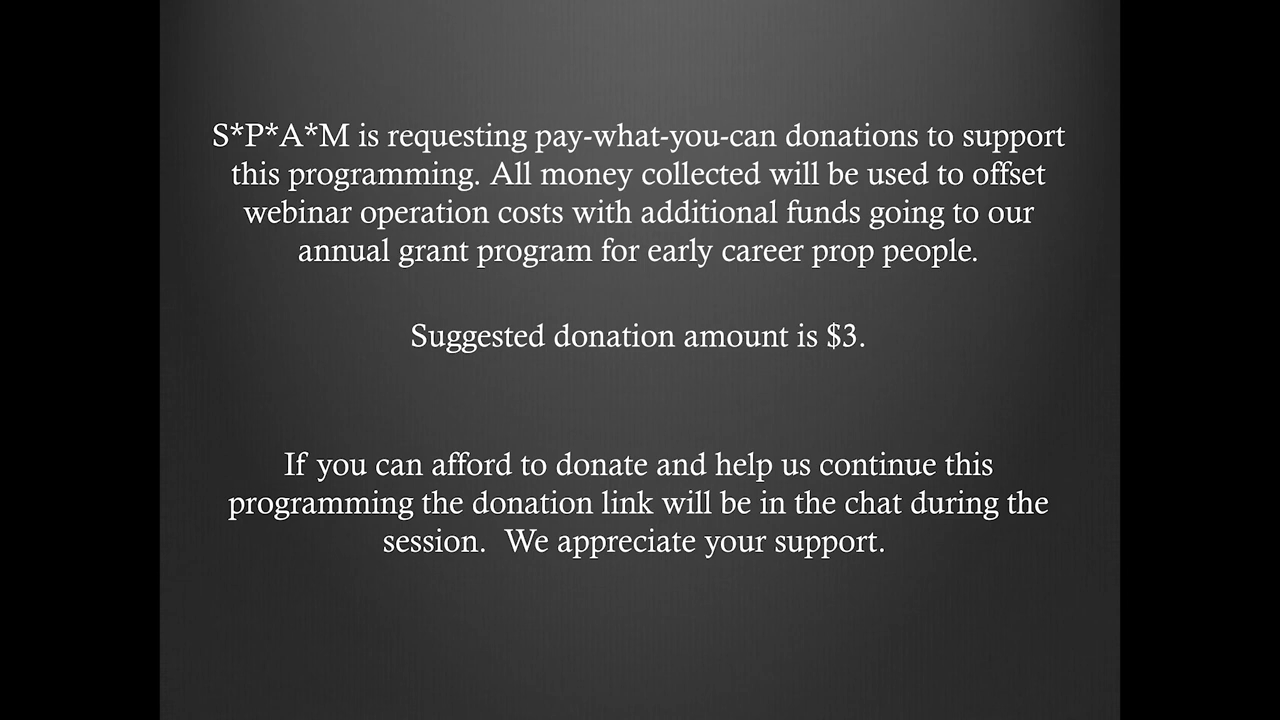 S*P*A*M is requesting pay-what-you-can donations to support
this programming. All money collected will be used to offset
webinar operation costs with additional funds going to our
annual grant program for early career prop people.
Suggested donation amount is $3.
If you can afford to donate and help us continue this
programming the donation link will be in the chat during the
session.  We appreciate your support.